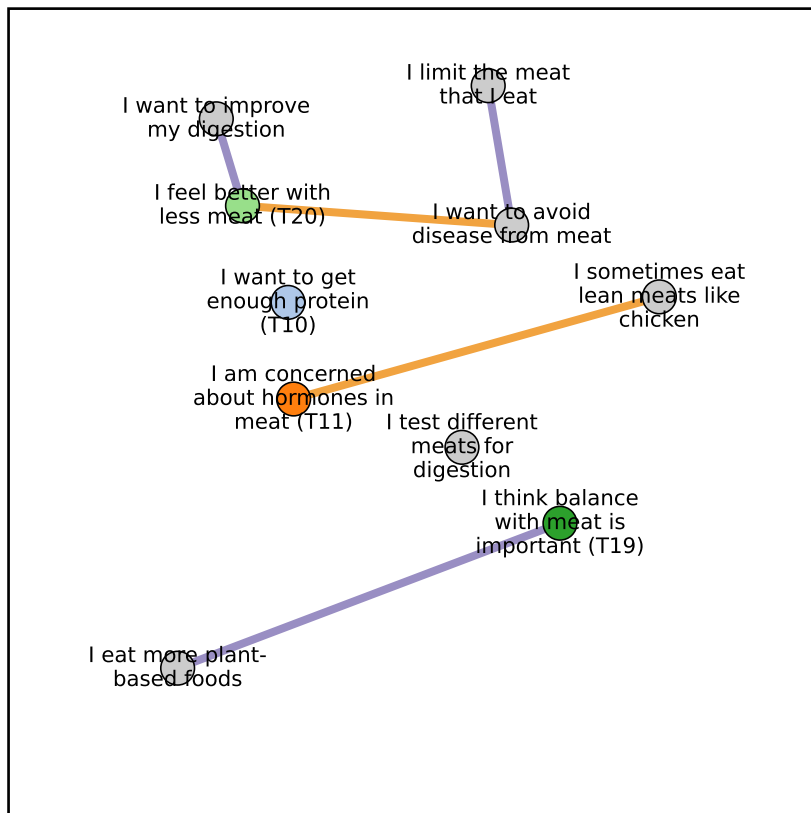 I limit the meat
that I eat
I want to improve
my digestion
I feel better with
less meat (T20)
I want to avoid
disease from meat
I want to get
enough protein
(T10)
I sometimes eat
lean meats like
chicken
I am concerned
about hormones in
meat (T11)
I test different
meats for
digestion
I think balance
with meat is
important (T19)
I eat more plant-
based foods